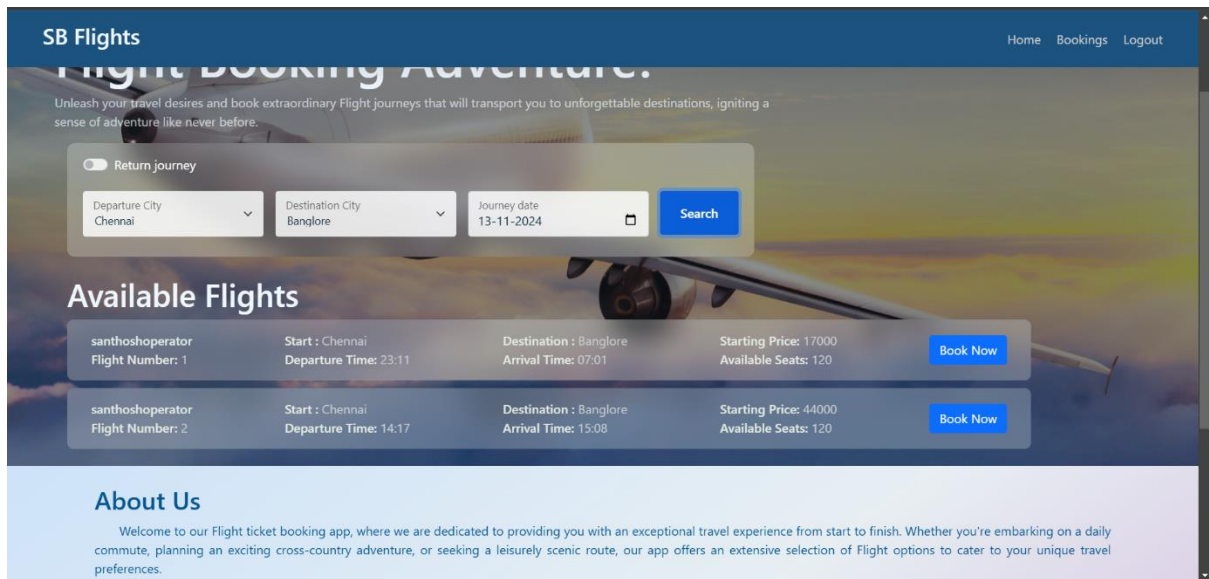 SB Flights
Home Bookings Logout
Flight Booking Adventure!
Unleash your travel desires and book extraordinary Flight journeys that will transport you to unforgettable destinations, igniting a
sense of adventure like never before.
Return journey
Departure City
Chennai
Destination City
Banglore
Journey date
13-11-2024
Search
Available Flights
santhoshoperator
Flight Number: 1
Start : Chennai
Departure Time: 23:11
Destination : Banglore
Arrival Time: 07:01
Starting Price: 17000
Available Seats: 120
Book Now
santhoshoperator
Flight Number: 2
Start : Chennai
Departure Time: 14:17
Destination : Banglore
Arrival Time: 15:08
Starting Price: 44000
Available Seats: 120
Book Now
About Us
Welcome to our Flight ticket booking app, where we are dedicated to providing you with an exceptional travel experience from start to finish. Whether you're embarking on a daily
commute, planning an exciting cross-country adventure, or seeking a leisurely scenic route, our app offers an extensive selection of Flight options to cater to your unique travel
preferences.